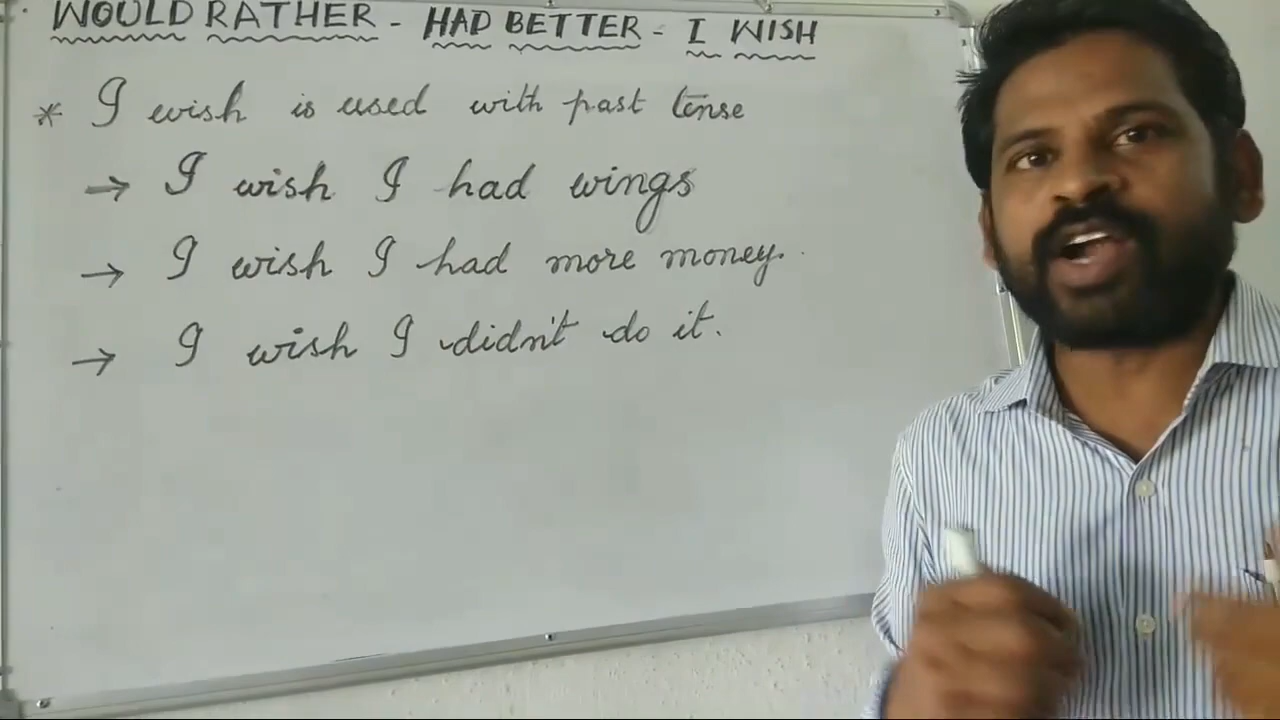 WOULD RATHER - HAD BETTER - I WISH
* I wish is used with past tense
→ I wish I had wings
→ I wish I had more money.
→ I wish I didn't do it.